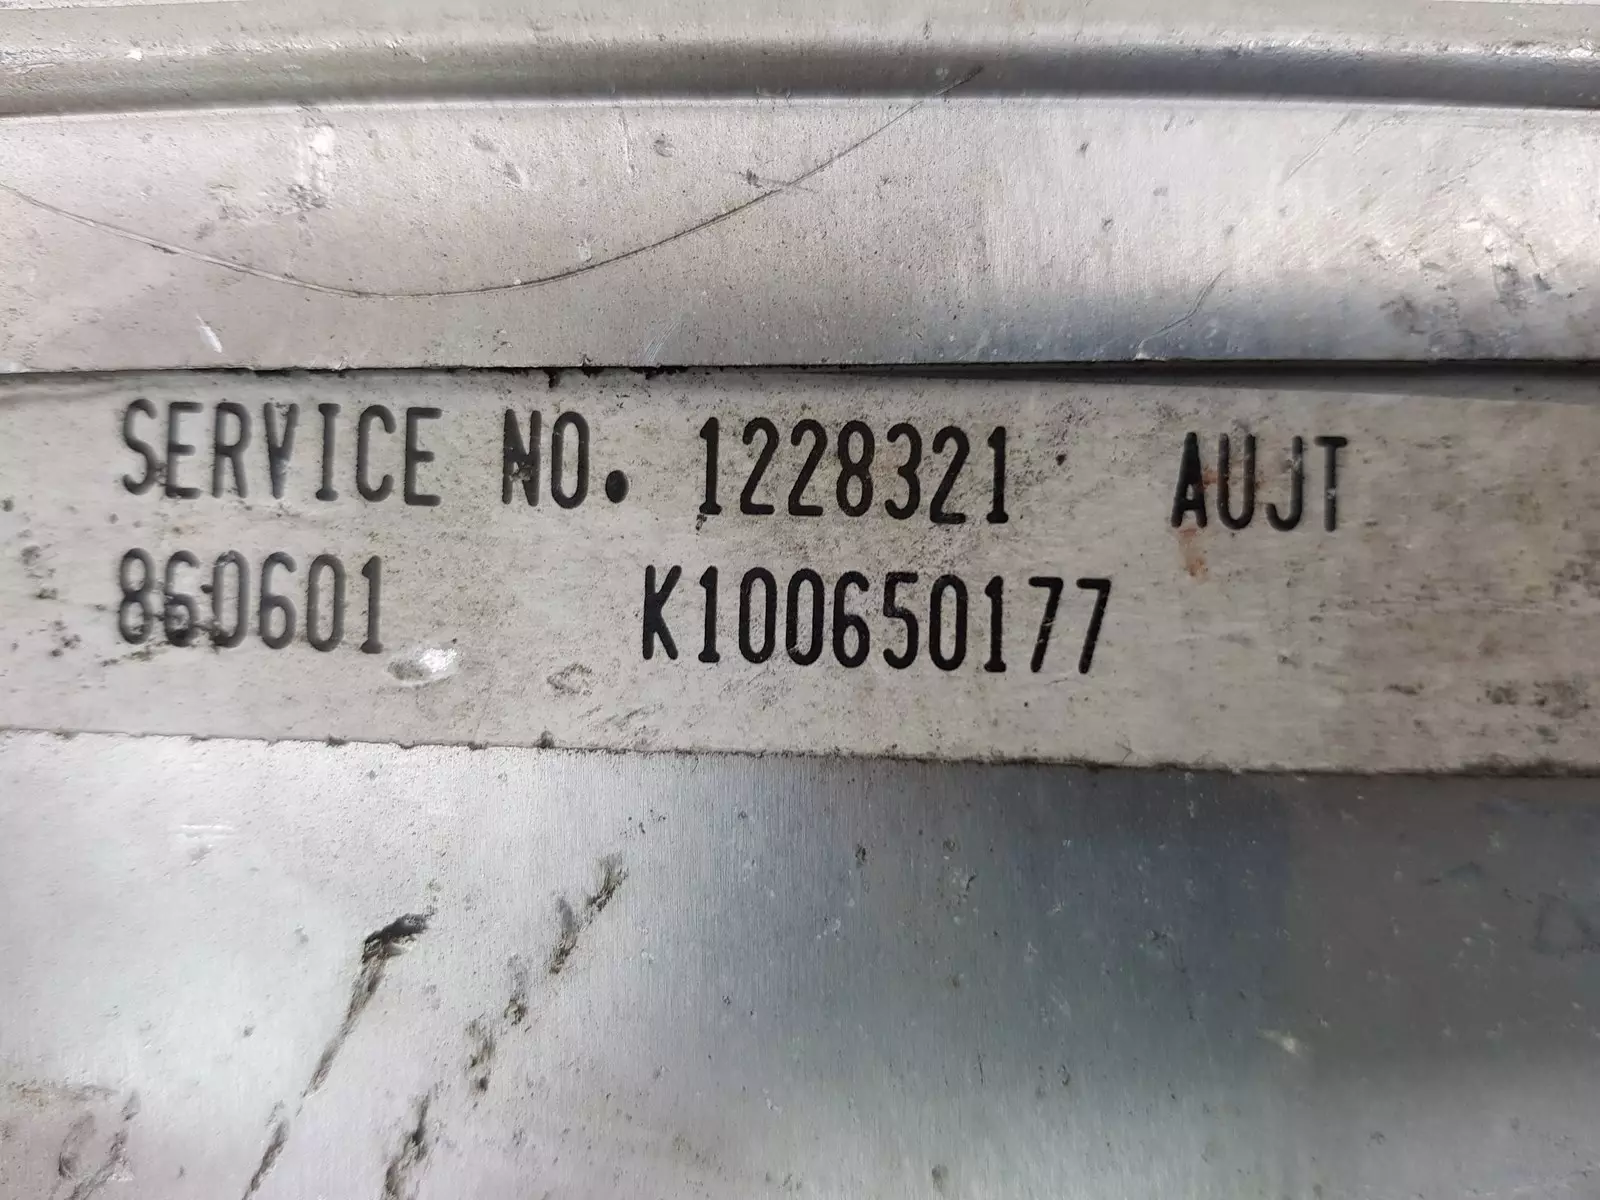 SERVICE NO. 1228321 AUJT
860601 K100650177